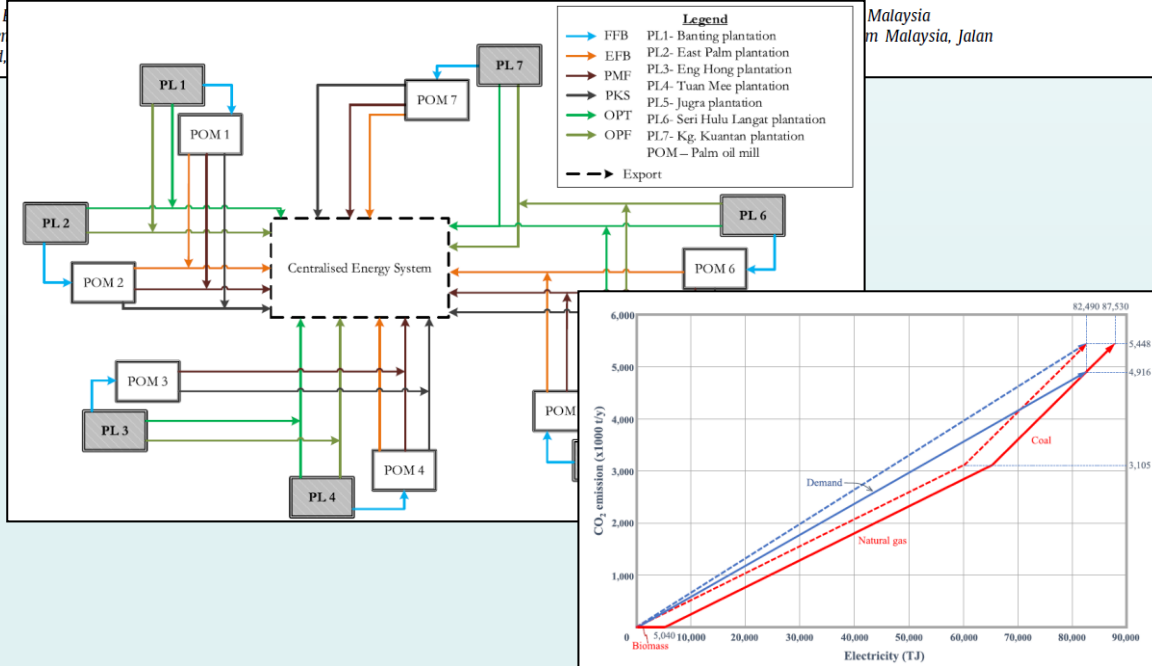 Malaysia
m Malaysia, Jalan
Legend
FFB PL1- Banting plantation
EFB PL2- East Palm plantation
PMF PL3- Eng Hong plantation
PKS PL4- Tuan Mee plantation
OPT PL5- Jugra plantation
OPF PL6- Seri Hulu Langat plantation
PL7- Kg. Kuantan plantation
POM – Palm oil mill
Export
PL 1
POM 1
PL 7
POM 7
PL 2
POM 2
Centralised Energy System
PL 6
POM 6
POM 3
PL 3
POM 4
PL 4
POM
82,490 87,530
6,000
5,448
5,000
4,916
4,000
Coal
3,105
3,000
Demand
2,000
Natural gas
1,000
CO2 emission (x1000 t/y)
0 5,040 10,000 20,000 30,000 40,000 50,000 60,000 70,000 80,000 90,000
Biomass
Electricity (TJ)